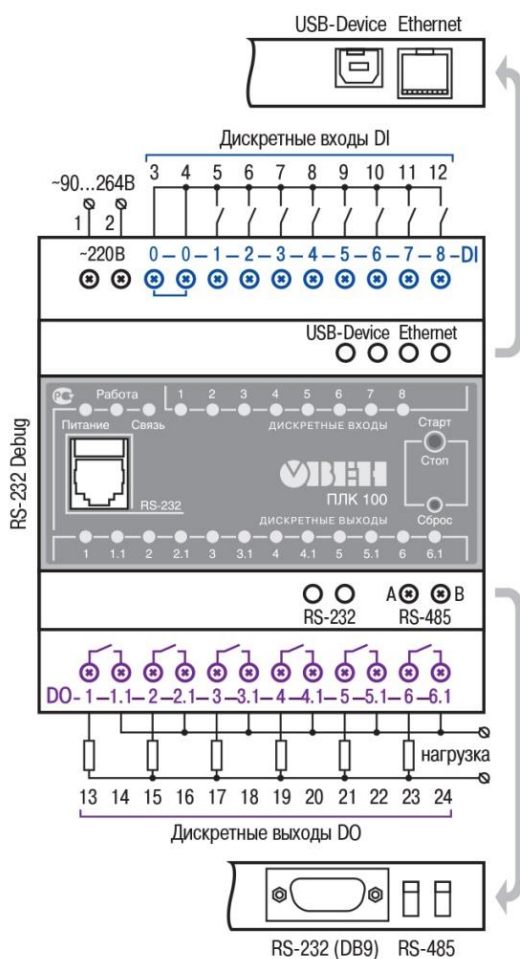 USB-Device Ethernet
Дискретные входы DI
3 4 5 6 7 8 9 10 11 12
~90...264В
1 2
~220В
0 – 0 – 1 – 2 – 3 – 4 – 5 – 6 – 7 – 8 – DI
USB-Device Ethernet
РС
Работа
1 2 3 4 5 6 7 8
Питание Связь
ДИСКРЕТНЫЕ ВХОДЫ
Старт
Стоп
RS-232 Debug
ОВЕН
ПЛК 100
RS-232
ДИСКРЕТНЫЕ ВЫХОДЫ
Сброс
1 1.1 2 2.1 3 3.1 4 4.1 5 5.1 6 6.1
A B
RS-232 RS-485
DO- 1 –1.1– 2 –2.1– 3 –3.1– 4 –4.1– 5 –5.1– 6 –6.1
нагрузка
13 14 15 16 17 18 19 20 21 22 23 24
Дискретные выходы DO
RS-232 (DB9) RS-485